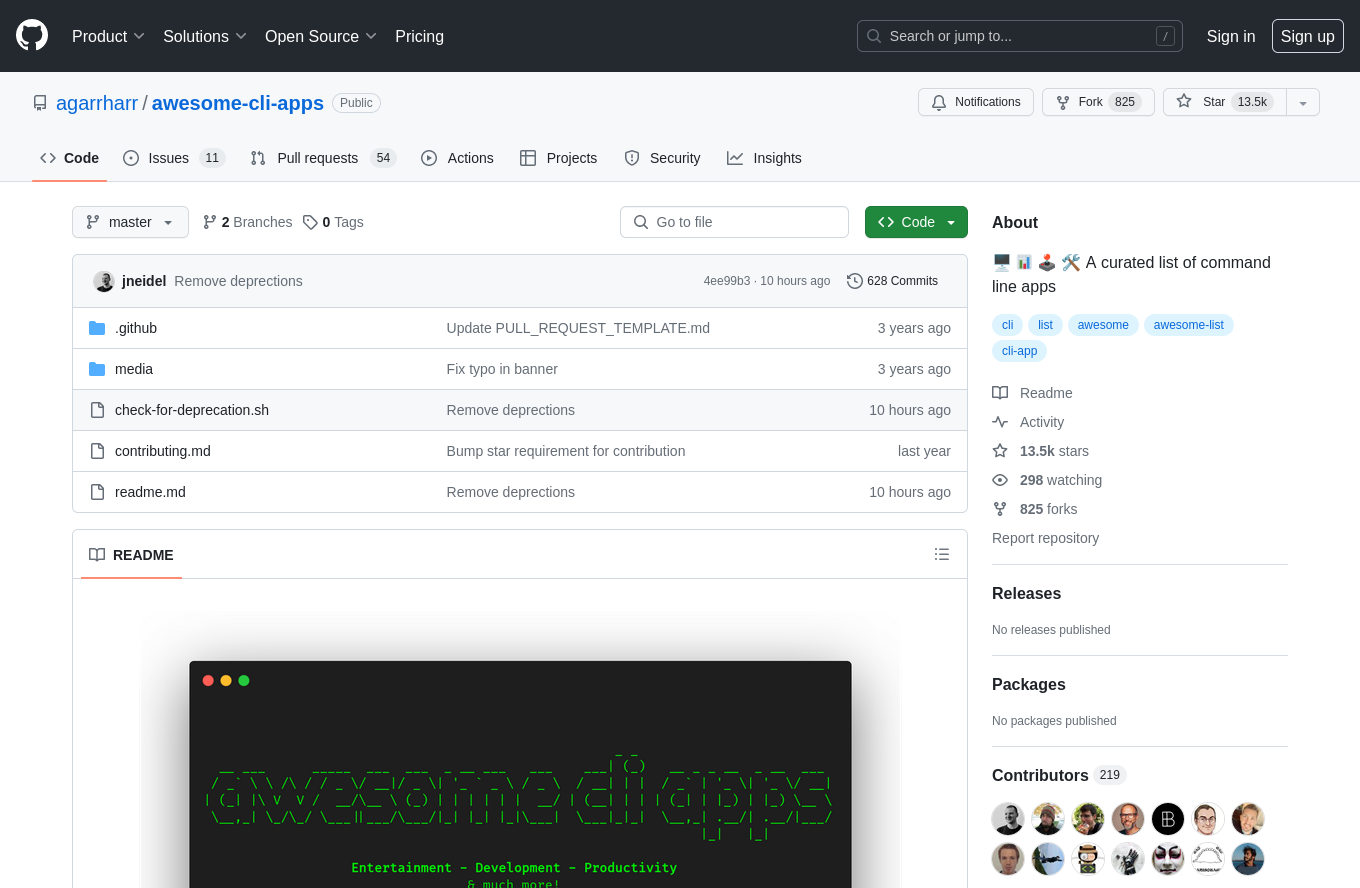 Product Solutions Open Source Pricing Search or jump to... / Sign in Sign up
agarrharr / awesome-cli-apps Public Notifications Fork 825 Star 13.5k
Code Issues 11 Pull requests 54 Actions Projects Security Insights
master 2 Branches 0 Tags Go to file Code
jneidel Remove deprections 4ee99b3 · 10 hours ago 628 Commits
.github Update PULL_REQUEST_TEMPLATE.md 3 years ago
media Fix typo in banner 3 years ago
check-for-deprecation.sh Remove deprections 10 hours ago
contributing.md Bump star requirement for contribution last year
readme.md Remove deprections 10 hours ago
README
awesome cli apps
Entertainment - Development - Productivity
& much more!
About
A curated list of command
line apps
cli list awesome awesome-list
cli-app
Readme
Activity
13.5k stars
298 watching
825 forks
Report repository
Releases
No releases published
Packages
No packages published
Contributors 219